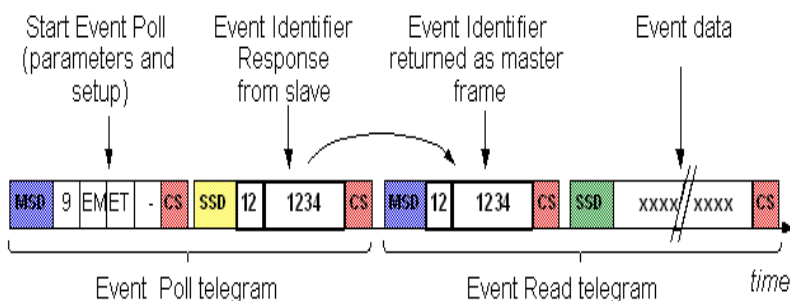 Start Event Poll
(parameters and
setup)
Event Identifier
Response
from slave
Event Identifier
returned as master
frame
Event data
MSD 9 EM ET - CS SSD 12 1234 CS MSD 12 1234 CS SSD xxxx xxxx CS
Event Poll telegram
Event Read telegram
time